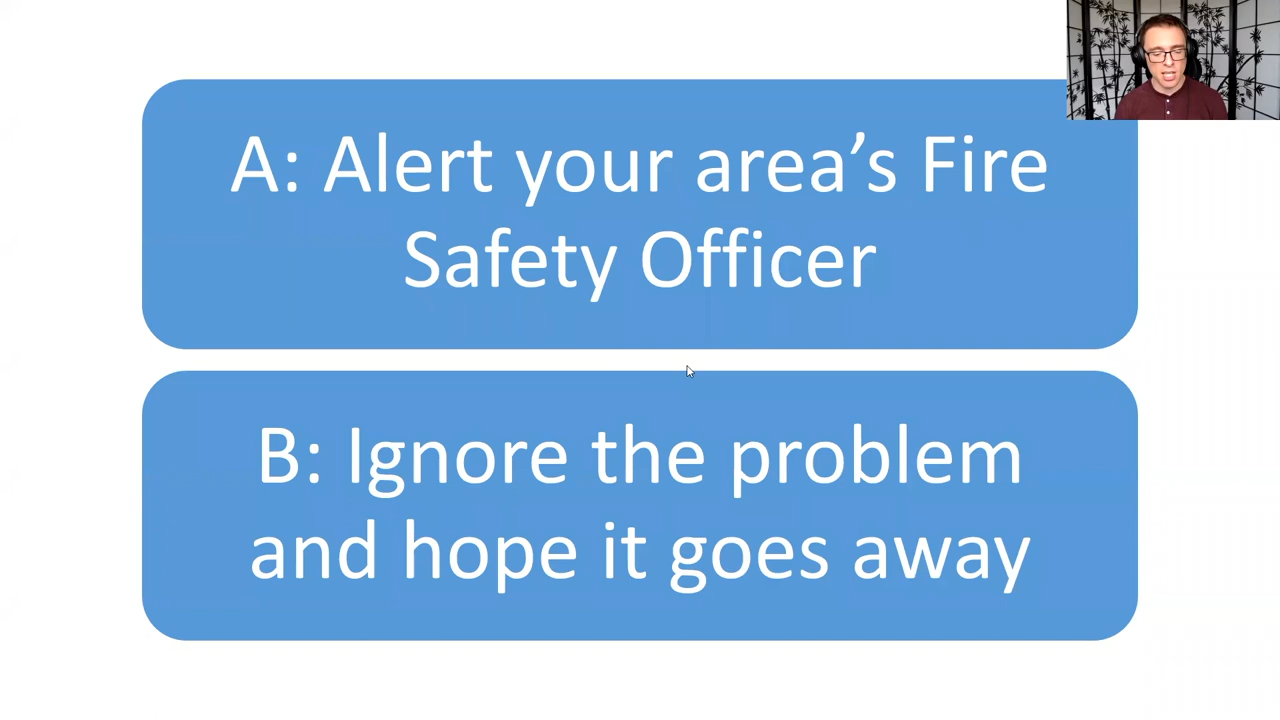 A: Alert your area’s Fire
Safety Officer
B: Ignore the problem
and hope it goes away